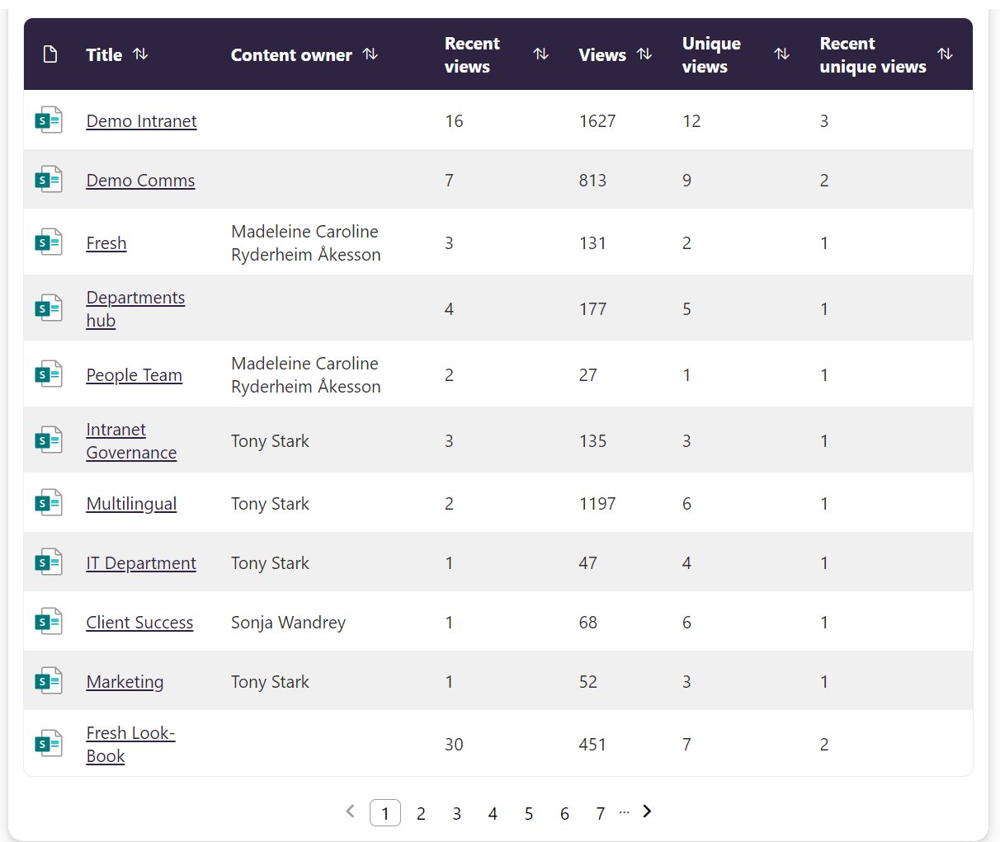 Title Content owner Recent views Views Unique views Recent unique views
S Demo Intranet 16 1627 12 3
S Demo Comms 7 813 9 2
S Fresh Madeleine Caroline Ryderheim Åkesson 3 131 2 1
S Departments hub 4 177 5 1
S People Team Madeleine Caroline Ryderheim Åkesson 2 27 1 1
S Intranet Governance Tony Stark 3 135 3 1
S Multilingual Tony Stark 2 1197 6 1
S IT Department Tony Stark 1 47 4 1
S Client Success Sonja Wandrey 1 68 6 1
S Marketing Tony Stark 1 52 3 1
S Fresh Look-Book 30 451 7 2
1 2 3 4 5 6 7 ...